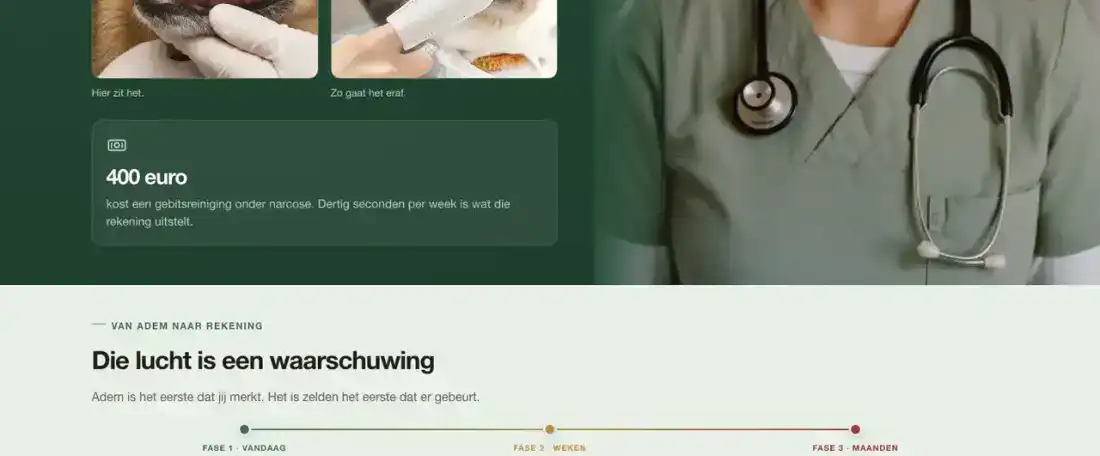 Hier zit het.
Zo gaat het eraf.
400 euro
kost een gebitsreiniging onder narcose. Dertig seconden per week is wat die
rekening uitstelt.
VAN ADEM NAAR REKENING
Die lucht is een waarschuwing
Adem is het eerste dat jij merkt. Het is zelden het eerste dat er gebeurt.
FASE 1 · VANDAAG
FASE 2 · WEKEN
FASE 3 · MAANDEN